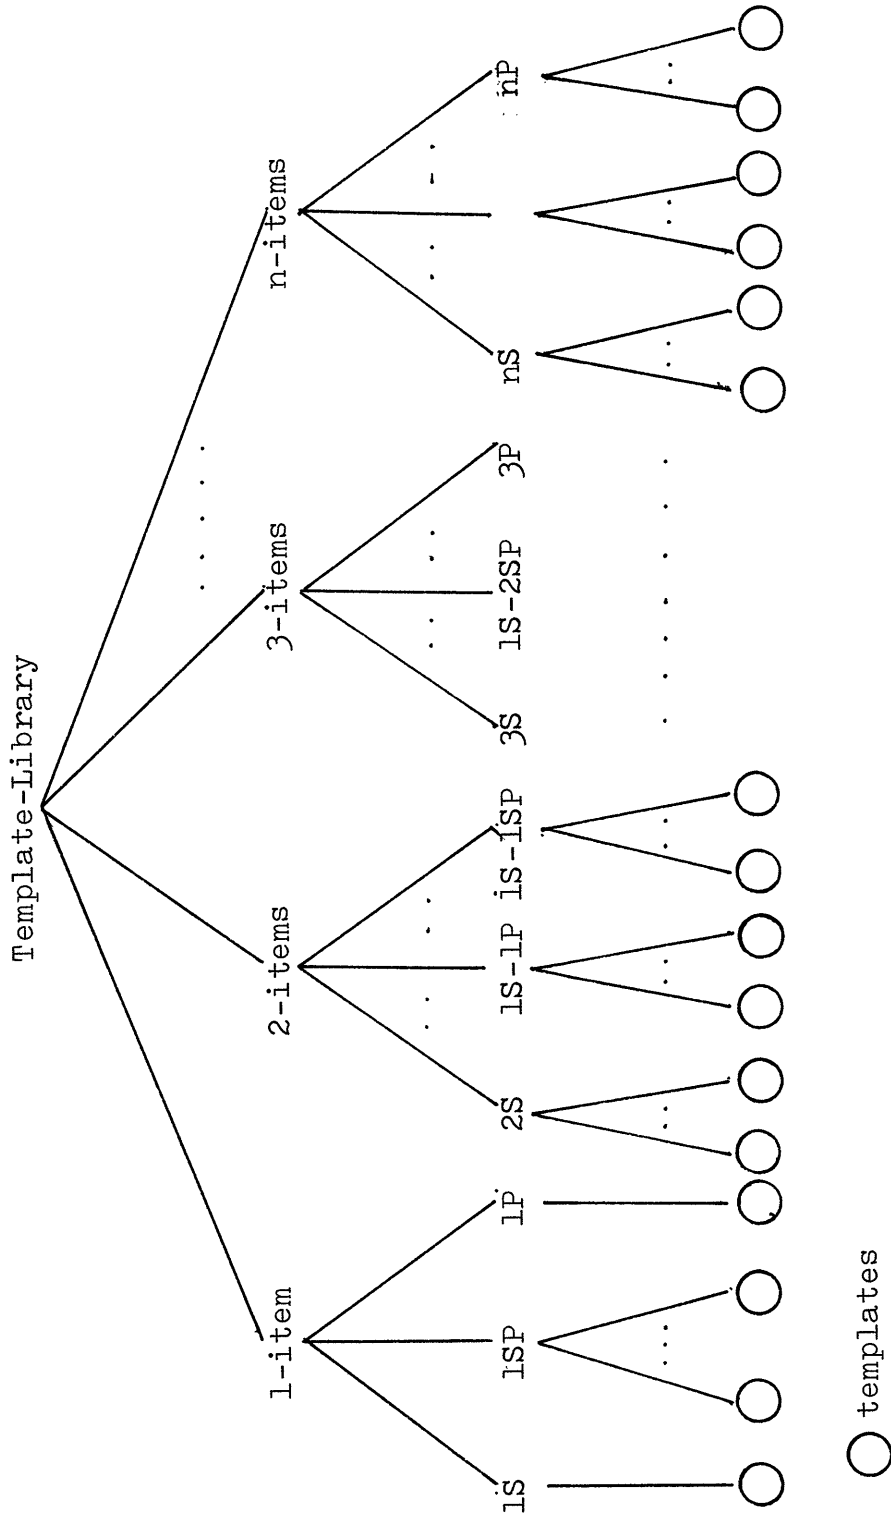 Template-Library
1-item
2-items
3-items
n-items
1S
1SP
1P
2S
1S-1P
1S-1SP
3S
1S-2SP
3P
nS
nP
templates